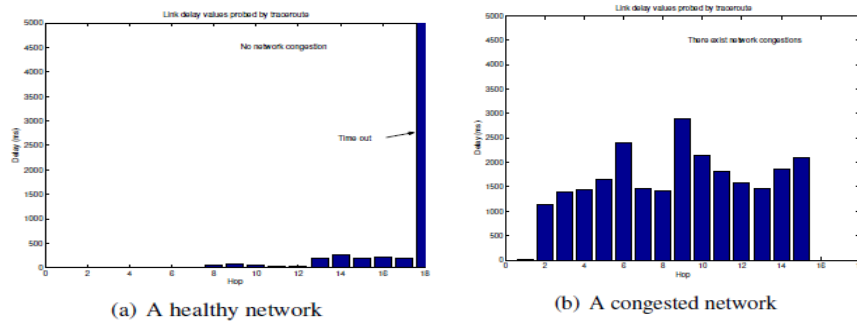 Link delay values probed by traceroute
No network congestion
Time out
Delay (ms)
5000
4500
4000
3500
3000
2500
2000
1500
1000
500
0
0 2 4 6 8 10 12 14 16 18
Hop
(a) A healthy network
Link delay values probed by traceroute
There exist network congestions
Delay (ms)
5000
4500
4000
3500
3000
2500
2000
1500
1000
500
0
2 4 6 8 10 12 14 16
Hop
(b) A congested network